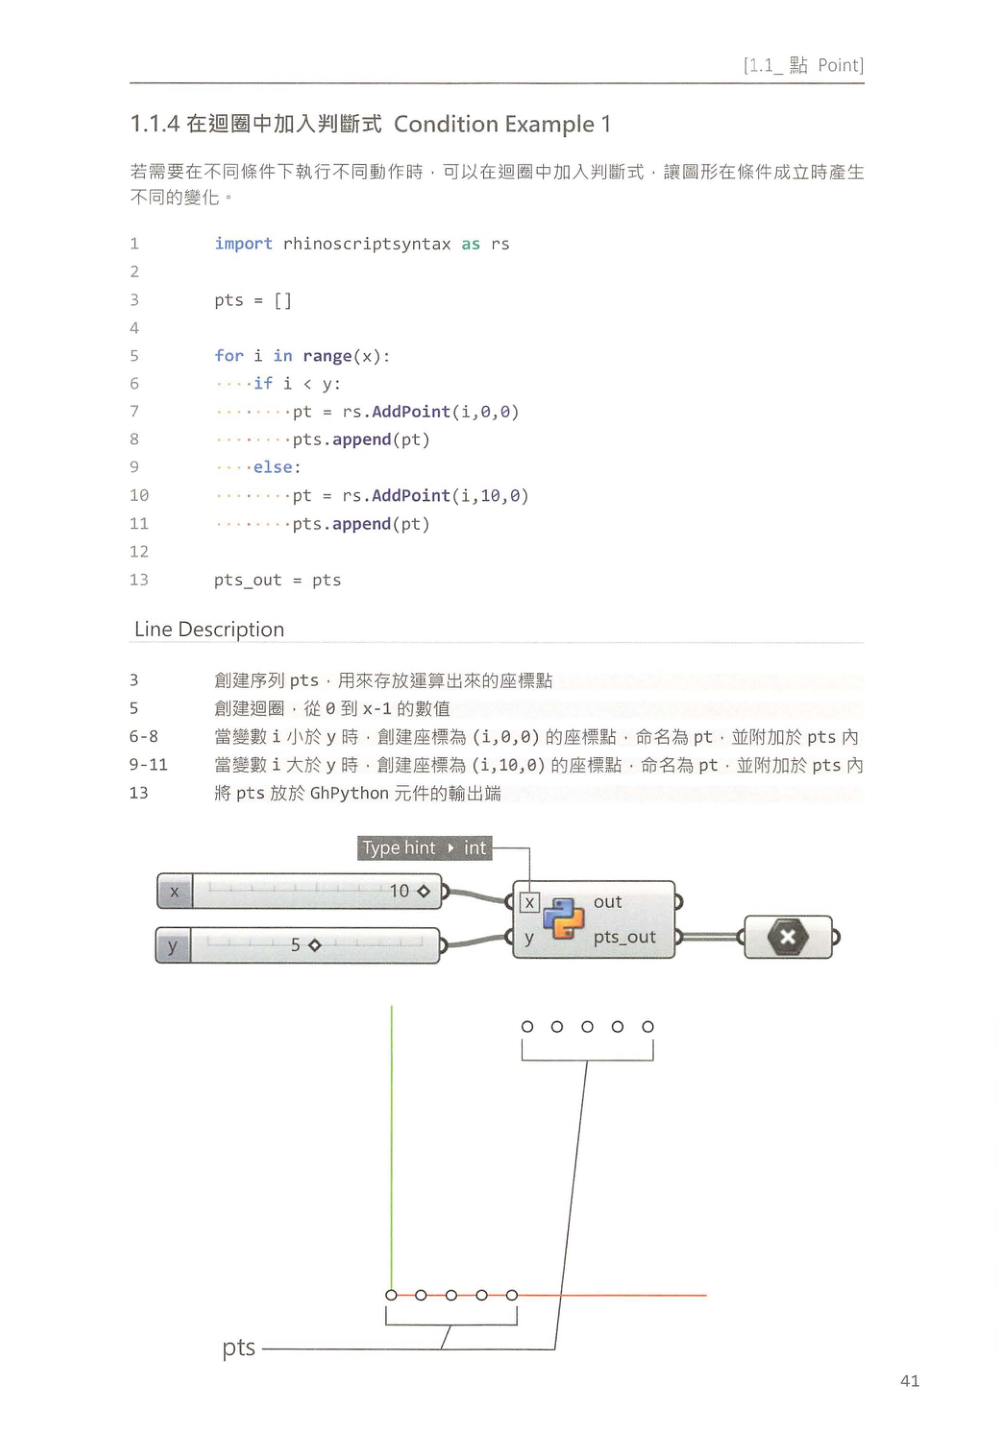 [1.1_ 點 Point]
1.1.4 在迴圈中加入判斷式 Condition Example 1
若需要在不同條件下執行不同動作時，可以在迴圈中加入判斷式，讓圖形在條件成立時產生
不同的變化。
1 import rhinoscriptsyntax as rs
2
3 pts = []
4
5 for i in range(x):
6 ····if i < y:
7 ········pt = rs.AddPoint(i,0,0)
8 ········pts.append(pt)
9 ····else:
10 ········pt = rs.AddPoint(i,10,0)
11 ········pts.append(pt)
12
13 pts_out = pts
Line Description
3 創建序列 pts，用來存放運算出來的座標點
5 創建迴圈，從 0 到 x-1 的數值
6-8 當變數 i 小於 y 時，創建座標為 (i,0,0) 的座標點，命名為 pt，並附加於 pts 內
9-11 當變數 i 大於 y 時，創建座標為 (i,10,0) 的座標點，命名為 pt，並附加於 pts 內
13 將 pts 放於 GhPython 元件的輸出端
Type hint ▸ int
x 10
x out
y 5
y pts_out
pts
41